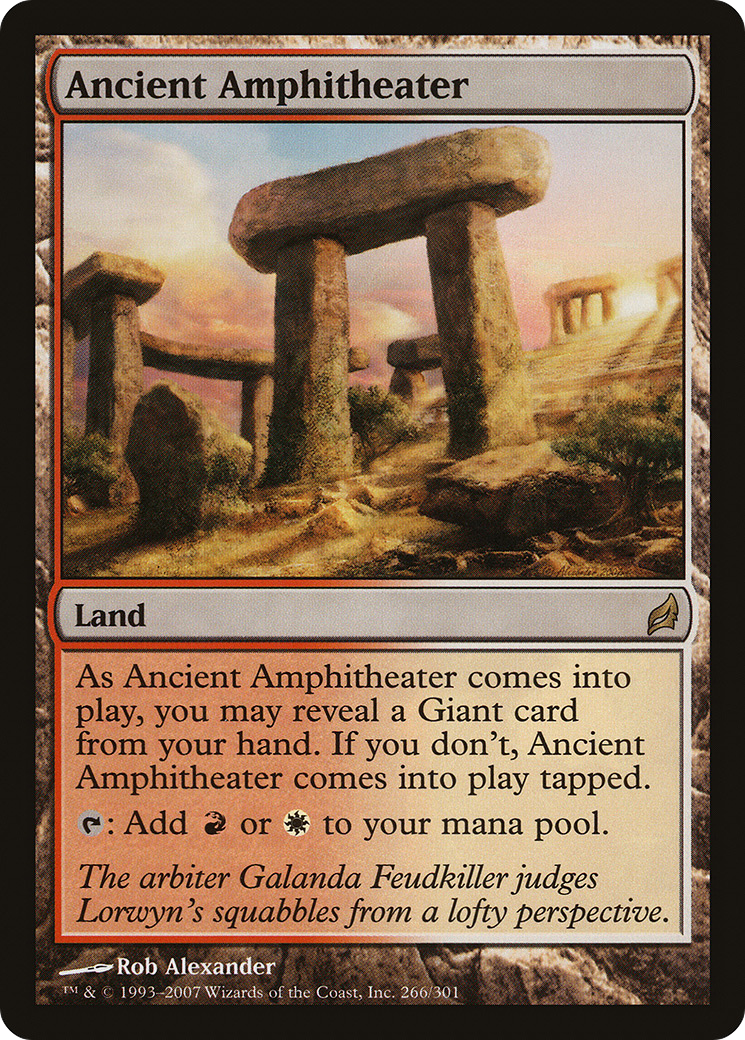 Ancient Amphitheater
Land
As Ancient Amphitheater comes into
play, you may reveal a Giant card
from your hand. If you don't, Ancient
Amphitheater comes into play tapped.
: Add or to your mana pool.
The arbiter Galanda Feudkiller judges
Lorwyn's squabbles from a lofty perspective.
Rob Alexander
™ & © 1993–2007 Wizards of the Coast, Inc. 266/301